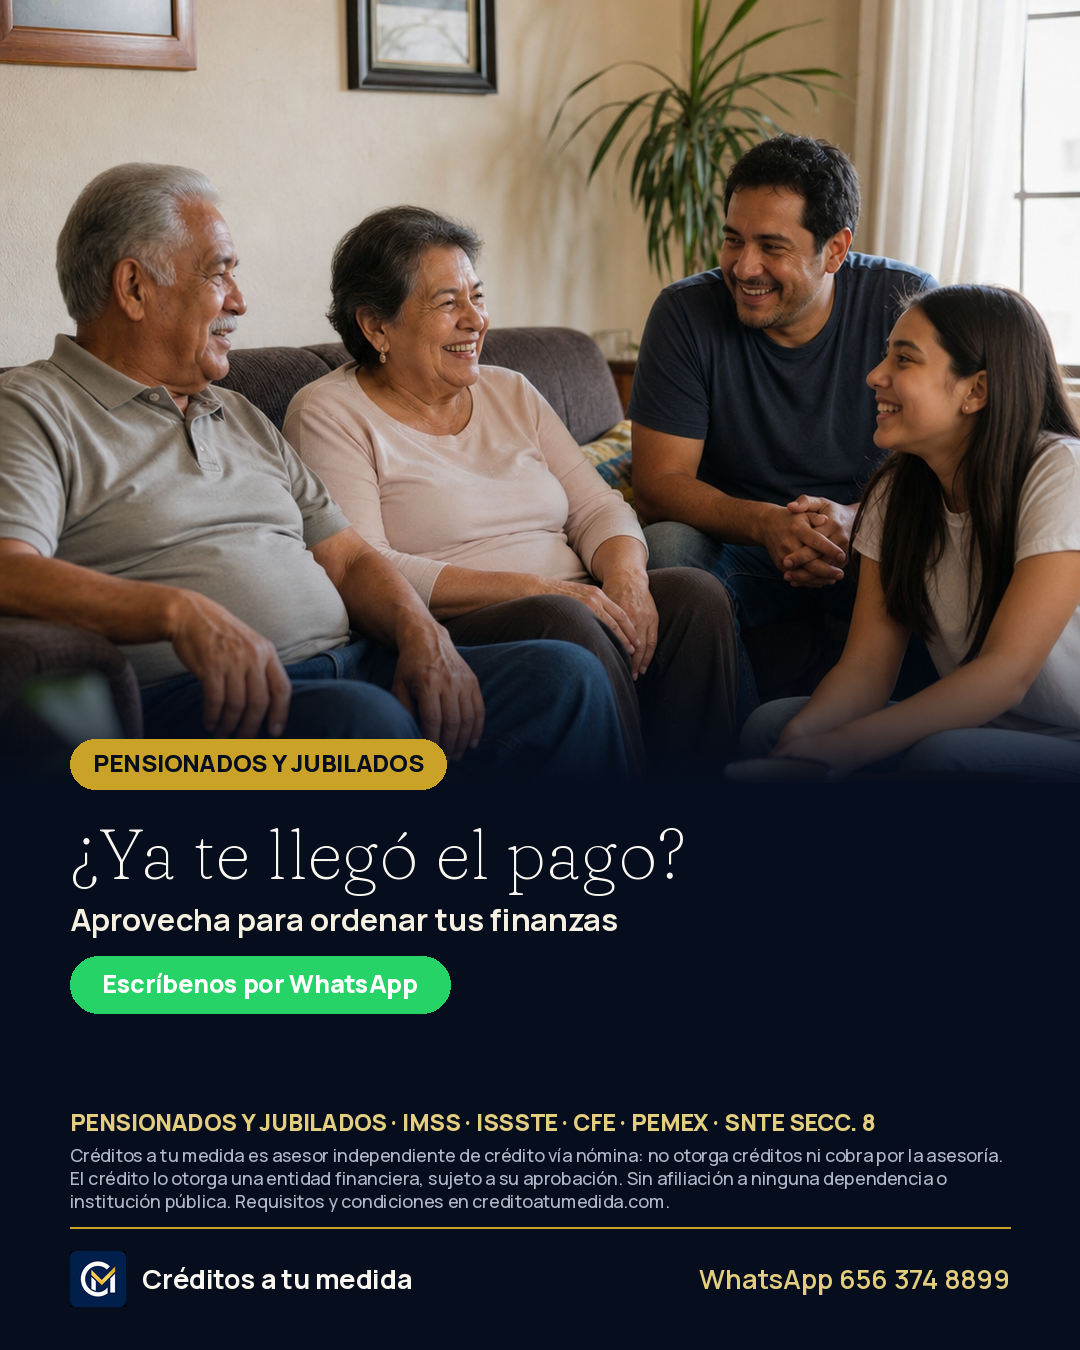 PENSIONADOS Y JUBILADOS
¿Ya te llegó el pago?
Aprovecha para ordenar tus finanzas
Escríbenos por WhatsApp
PENSIONADOS Y JUBILADOS · IMSS · ISSSTE · CFE · PEMEX · SNTE SECC. 8
Créditos a tu medida es asesor independiente de crédito vía nómina: no otorga créditos ni cobra por la asesoría.
El crédito lo otorga una entidad financiera, sujeto a su aprobación. Sin afiliación a ninguna dependencia o
institución pública. Requisitos y condiciones en creditoatumedida.com.
Créditos a tu medida
WhatsApp 656 374 8899